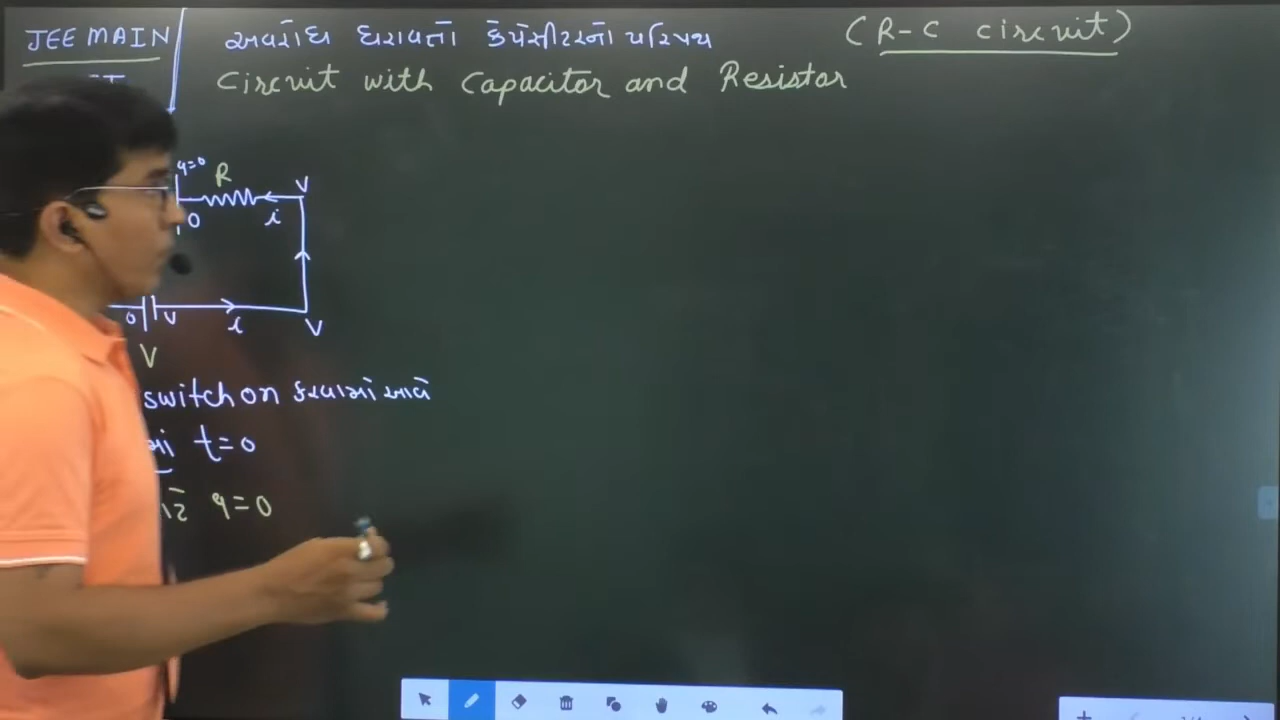 JEE MAIN
અવરોધ ધરાવતો કેપેસીટરનો પરિપથ
(R-C circuit)
Circuit with Capacitor and Resistor
q=0
R
V
0
i
0
V
i
V
V
switch on કરવામાં આવે
t=0
q=0